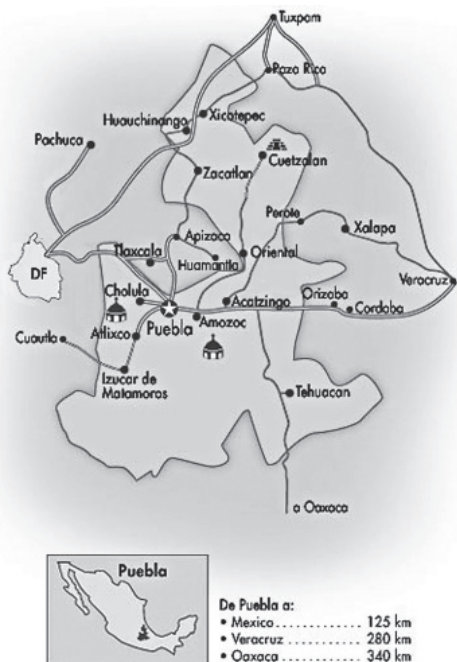 Tuxpam
Poza Rica
Xicotepec
Huauchinango
Pachuca
Cuetzalan
Zacatlan
Perote
Xalapa
Apizaco
Oriental
Tlaxcala
Huamantla
DF
Veracruz
Cholula
Acatzingo
Orizaba
Cordoba
Puebla
Amozoc
Atlixco
Cuautla
Izucar de
Matamoros
Tehuacan
a Oaxaca
Puebla
De Puebla a:
• Mexico ............ 125 km
• Veracruz .......... 280 km
• Oaxaca ............ 340 km